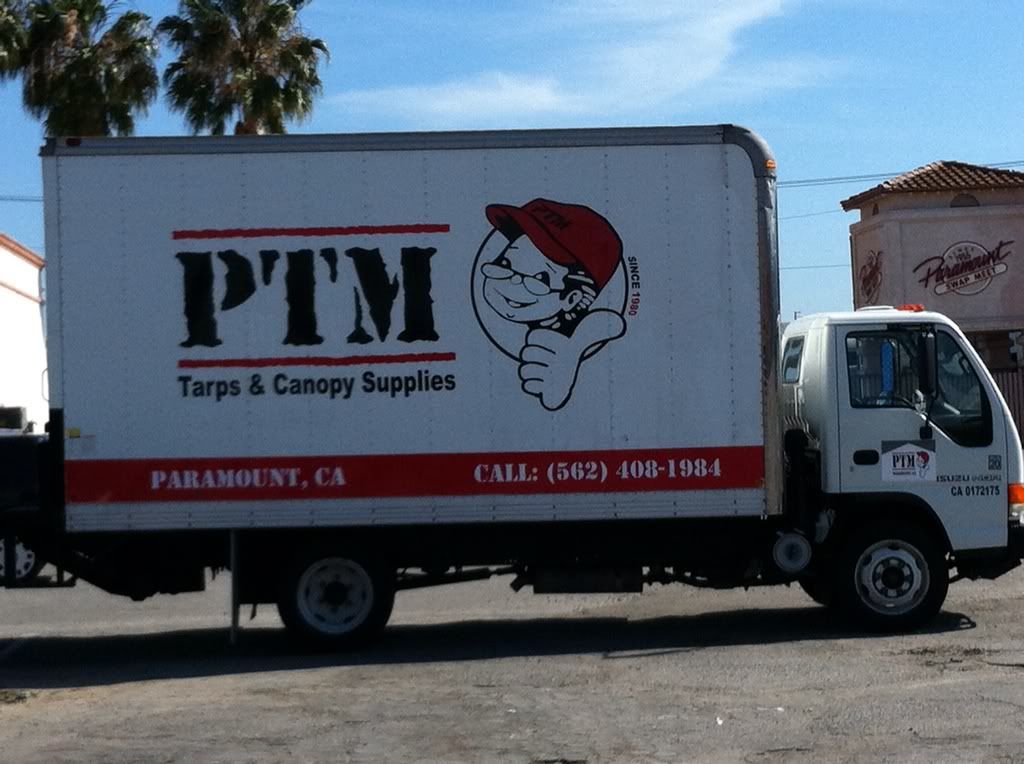 PTM
Tarps & Canopy Supplies
PTM
SINCE 1980
PARAMOUNT, CA
CALL: (562) 408-1984
PTM
ISUZU
CA 0172175
Paramount
SWAP MEET